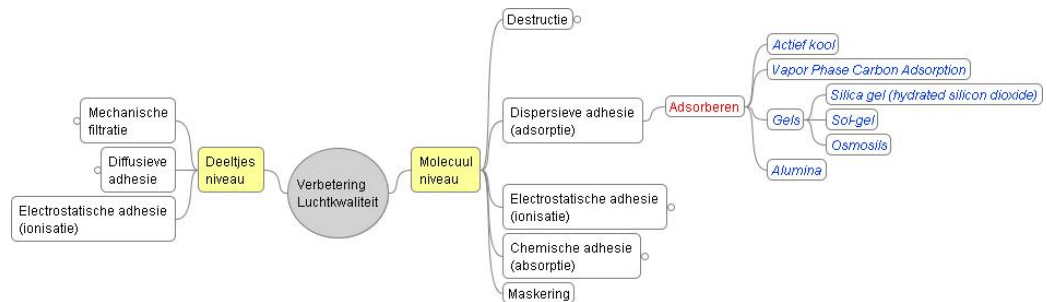 Verbetering
Luchtkwaliteit
Deeltjes
niveau
Mechanische
filtratie
Diffusieve
adhesie
Electrostatische adhesie
(ionisatie)
Molecuul
niveau
Destructie
Dispersieve adhesie
(adsorptie)
Adsorberen
Actief kool
Vapor Phase Carbon Adsorption
Gels
Silica gel (hydrated silicon dioxide)
Sol-gel
Osmosils
Alumina
Electrostatische adhesie
(ionisatie)
Chemische adhesie
(absorptie)
Maskering